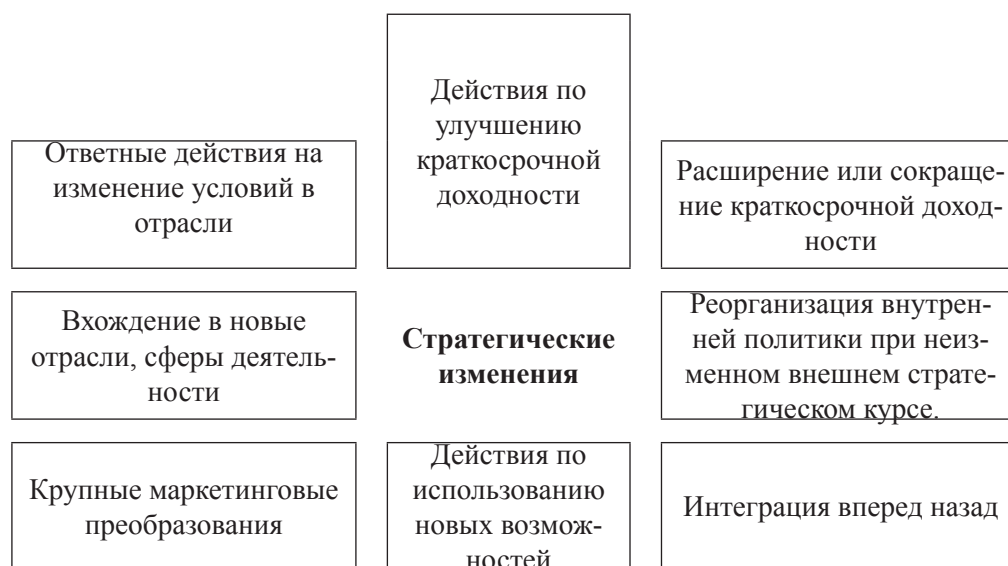 Действия по
улучшению
краткосрочной
доходности
Ответные действия на
изменение условий в
отрасли
Расширение или сокраще-
ние краткосрочной доход-
ности
Вхождение в новые
отрасли, сферы деятель-
ности
Стратегические
изменения
Реорганизация внутрен-
ней политики при неиз-
менном внешнем страте-
гическом курсе.
Крупные маркетинговые
преобразования
Действия по
использованию
новых возмож-
ностей
Интеграция вперед назад